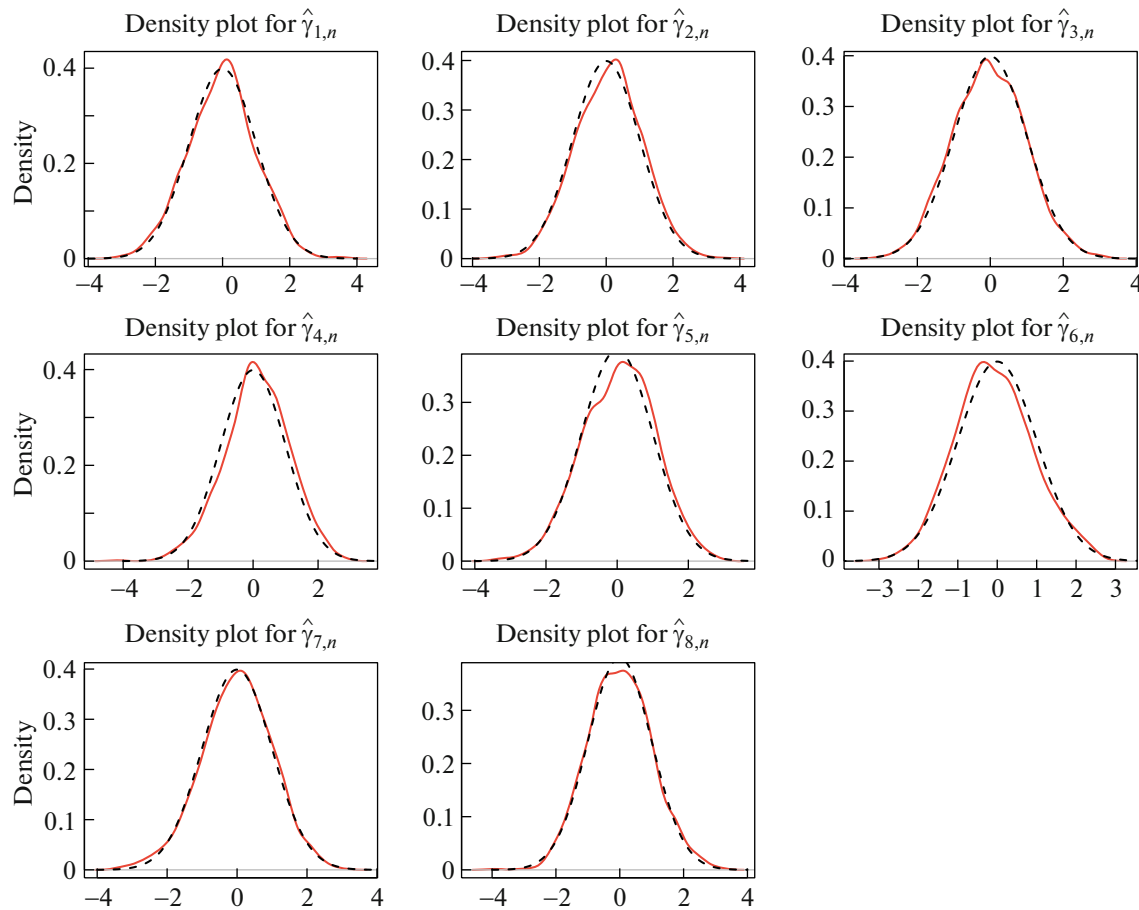 Density plot for γ̂1,n
Density plot for γ̂2,n
Density plot for γ̂3,n
Density
0.4
0.2
0
−4 −2 0 2 4
0.4
0.3
0.2
0.1
0
−4 −2 0 2 4
0.4
0.3
0.2
0.1
0
−4 −2 0 2 4
Density plot for γ̂4,n
Density plot for γ̂5,n
Density plot for γ̂6,n
Density
0.4
0.2
0
−4 −2 0 2
0.3
0.2
0.1
0
−4 −2 0 2
0.4
0.3
0.2
0.1
0
−3 −2 −1 0 1 2 3
Density plot for γ̂7,n
Density plot for γ̂8,n
Density
0.4
0.3
0.2
0.1
0
−4 −2 0 2 4
0.3
0.2
0.1
0
−4 −2 0 2 4